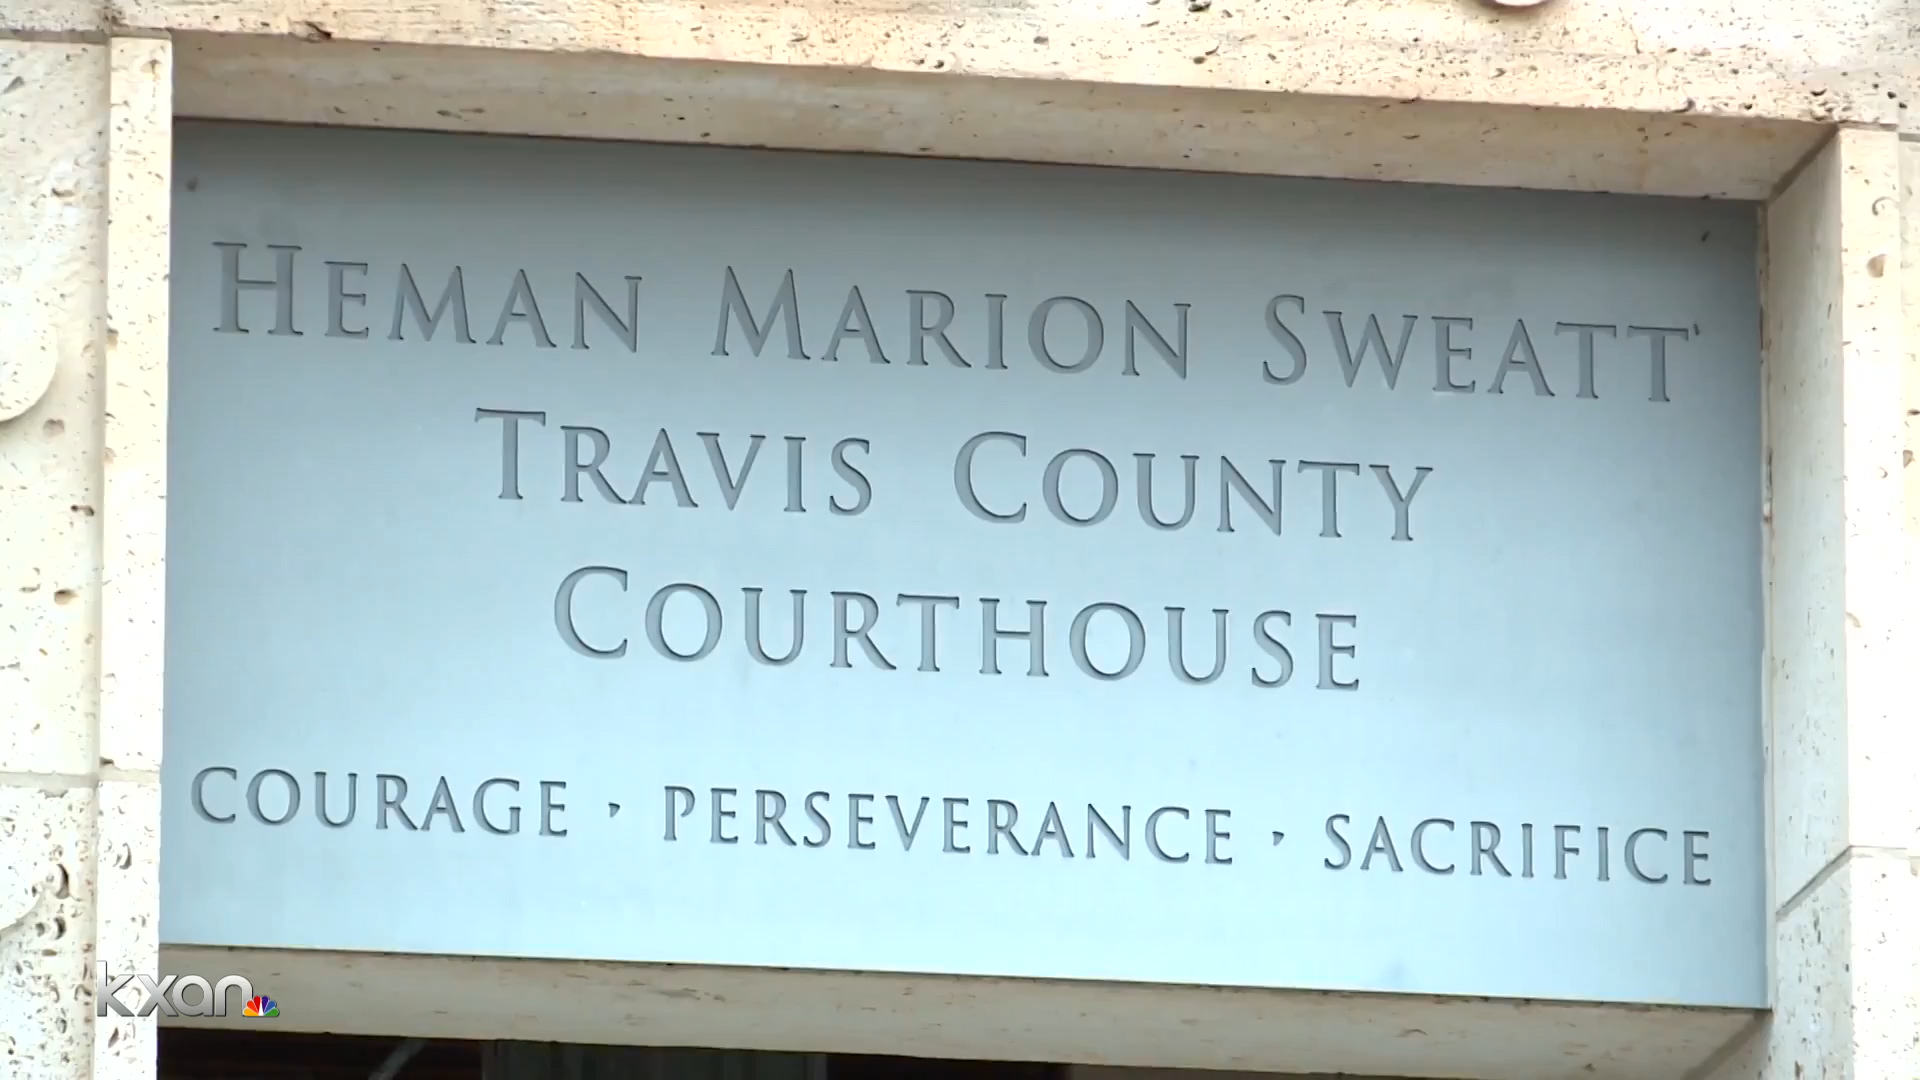 HEMAN MARION SWEATT
TRAVIS COUNTY
COURTHOUSE
COURAGE · PERSEVERANCE · SACRIFICE
kxan